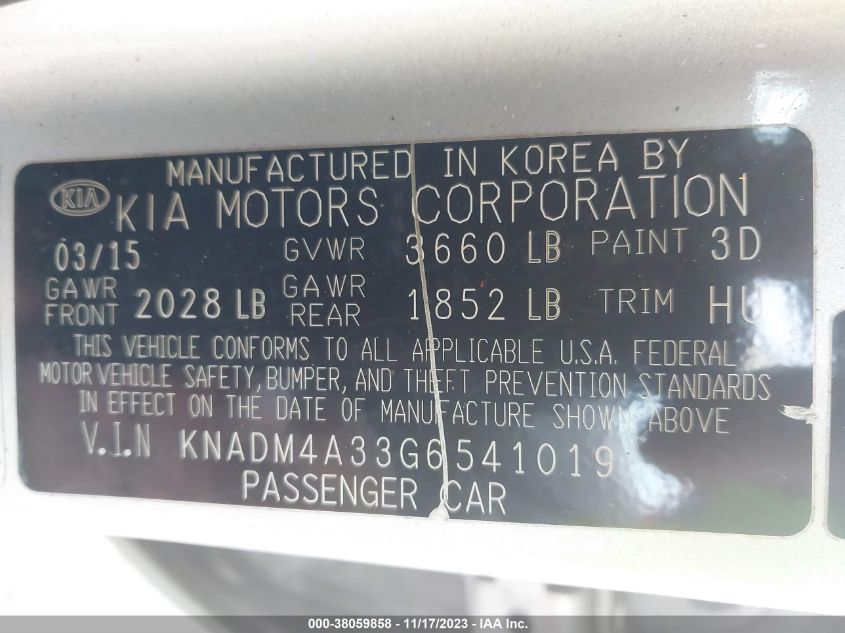 MANUFACTURED IN KOREA BY
KIA KIA MOTORS CORPORATION
03/15 GVWR 3660 LB PAINT 3D
GAWR FRONT 2028 LB GAWR REAR 1852 LB TRIM HU
THIS VEHICLE CONFORMS TO ALL APPLICABLE U.S.A. FEDERAL
MOTOR VEHICLE SAFETY, BUMPER, AND THEFT PREVENTION STANDARDS
IN EFFECT ON THE DATE OF MANUFACTURE SHOWN ABOVE
V.I.N KNADM4A33G6541019
PASSENGER CAR
000-38059858 - 11/17/2023 - IAA Inc.